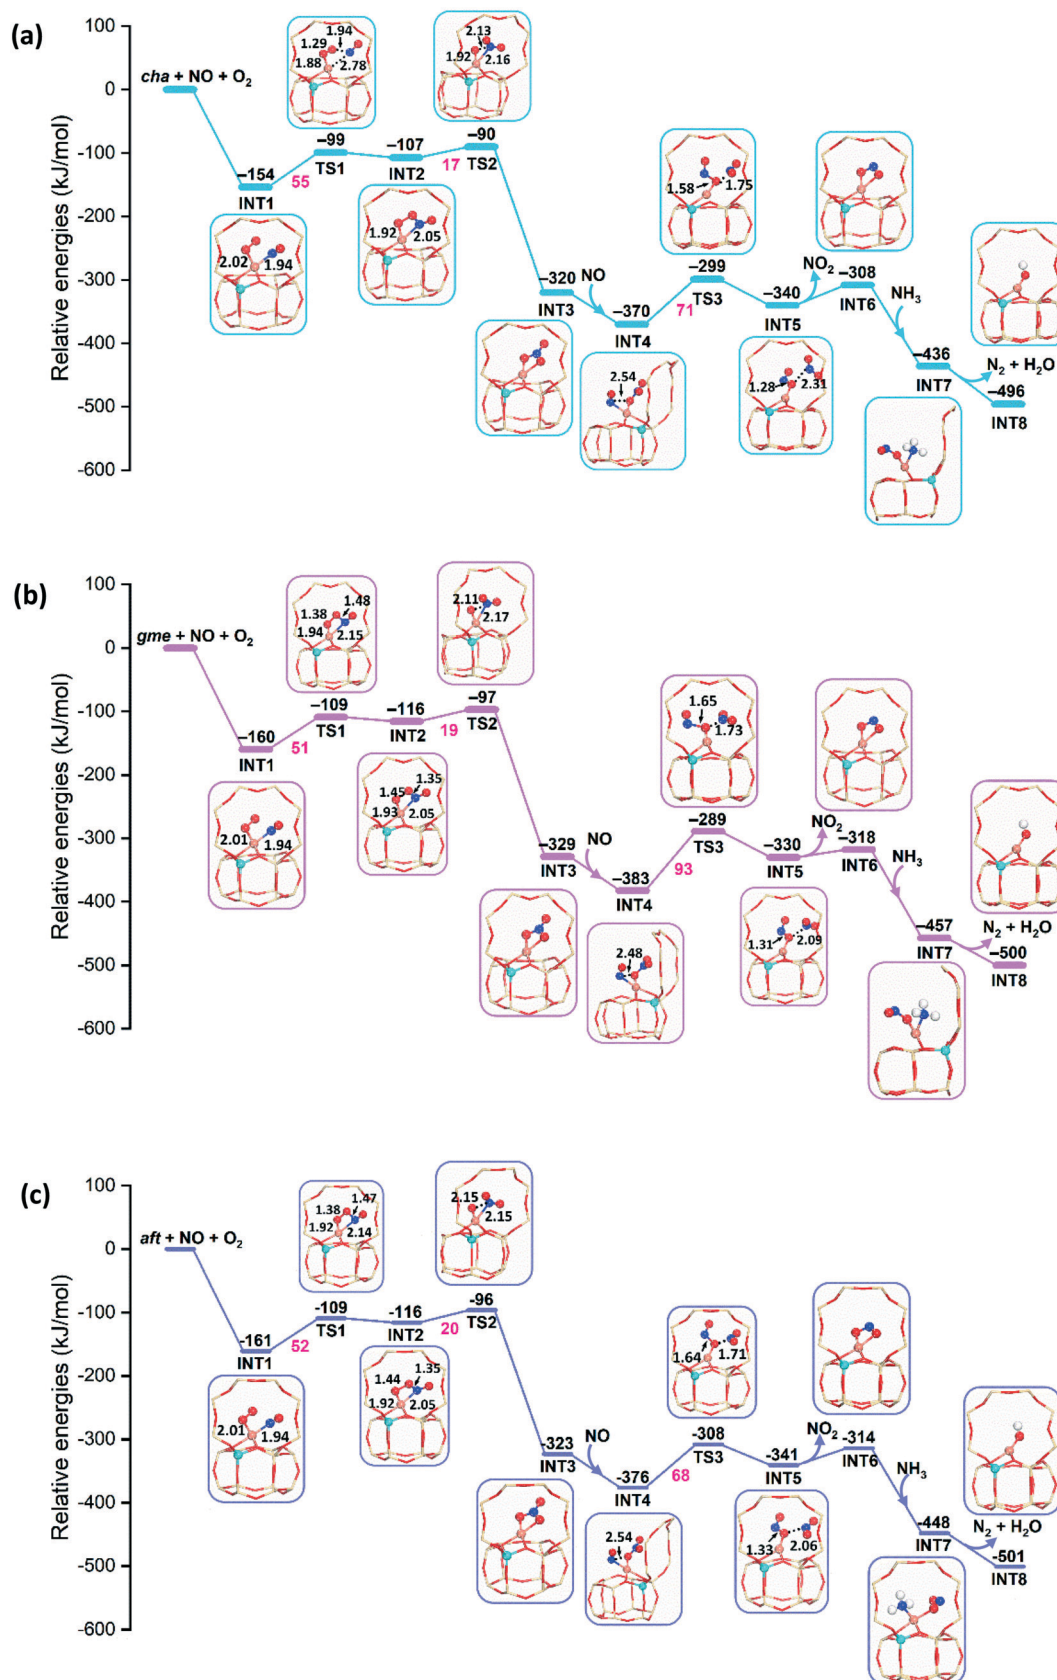 (a)
Relative energies (kJ/mol)
100
0
-100
-200
-300
-400
-500
-600
cha + NO + O2
−154
INT1
55
−99
TS1
−107
INT2
17
−90
TS2
−320
INT3
NO
−370
INT4
71
−299
TS3
−340
INT5
NO2
−308
INT6
NH3
−436
INT7
N2 + H2O
−496
INT8
2.02 1.94
1.94
1.29
1.88 2.78
1.92 2.05
2.13
1.92 2.16
2.54
1.58 1.75
1.28 2.31
(b)
Relative energies (kJ/mol)
100
0
-100
-200
-300
-400
-500
-600
gme + NO + O2
−160
INT1
51
−109
TS1
−116
INT2
19
−97
TS2
−329
INT3
NO
−383
INT4
93
−289
TS3
−330
INT5
NO2
−318
INT6
NH3
−457
INT7
N2 + H2O
−500
INT8
2.01 1.94
1.38 1.48
1.94 2.15
1.45 1.35
1.93 2.05
2.11
2.17
2.48
1.65
1.73
1.31 2.09
(c)
Relative energies (kJ/mol)
100
0
-100
-200
-300
-400
-500
-600
aft + NO + O2
-161
INT1
52
-109
TS1
-116
INT2
20
-96
TS2
-323
INT3
NO
-376
INT4
68
-308
TS3
-341
INT5
NO2
-314
INT6
NH3
-448
INT7
N2 + H2O
-501
INT8
2.01 1.94
1.38 1.47
1.92 2.14
1.44 1.35
1.92 2.05
2.15
2.15
2.54
1.64 1.71
1.33 2.06